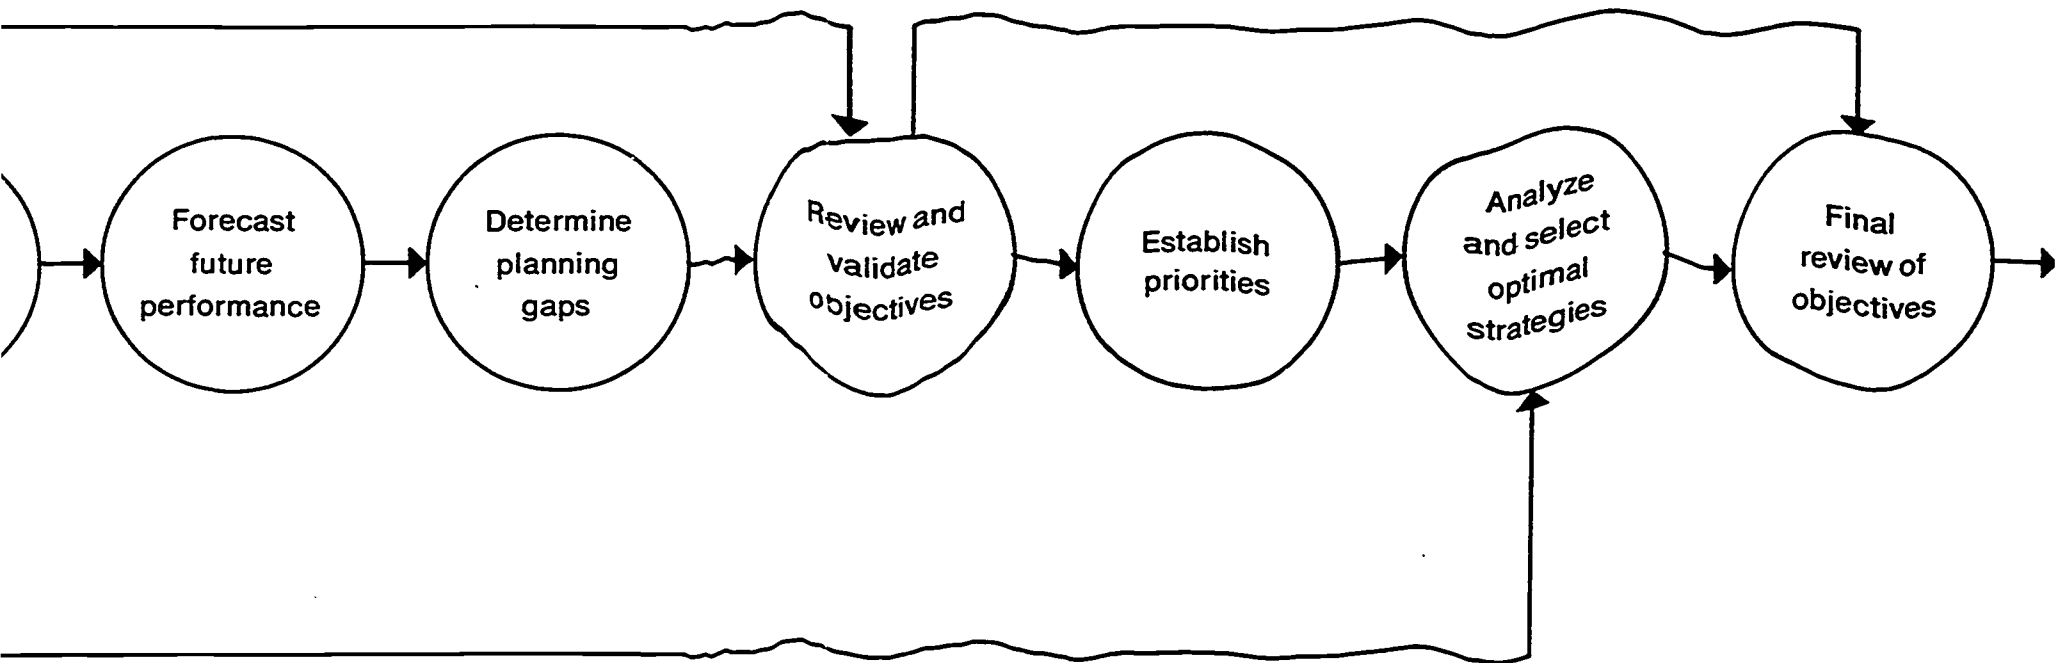 Forecast
future
performance
Determine
planning
gaps
Review and
validate
objectives
Establish
priorities
Analyze
and select
optimal
strategies
Final
review of
objectives